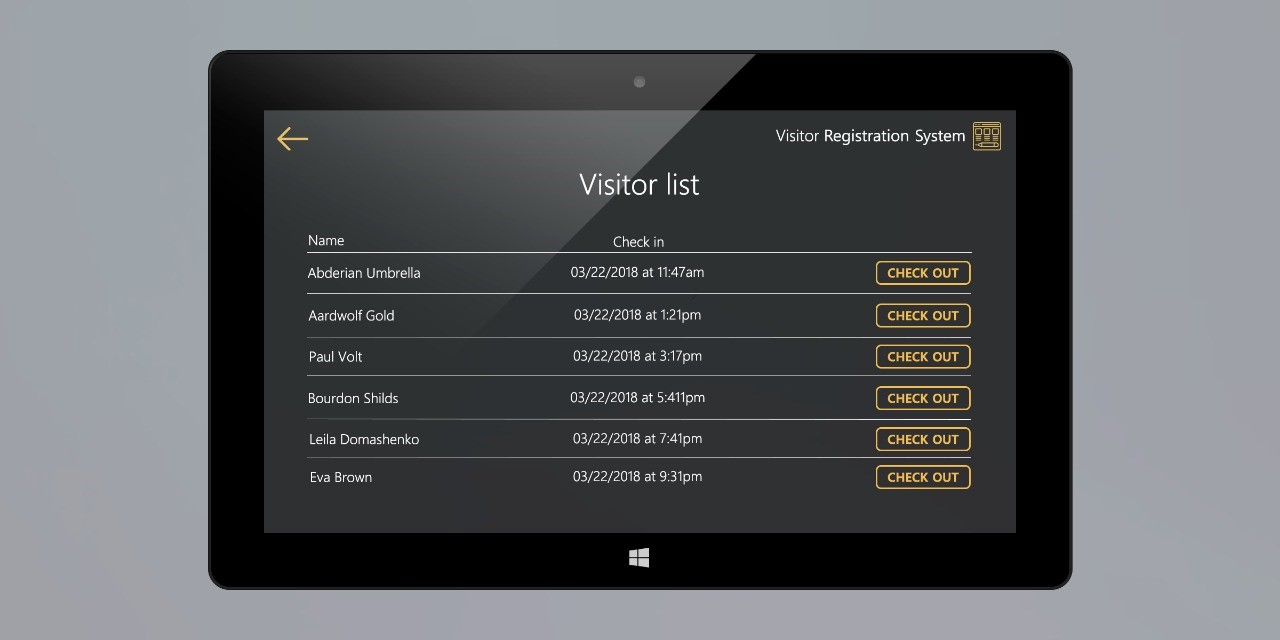 Visitor Registration System
Visitor list
Name Check in
Abderian Umbrella 03/22/2018 at 11:47am CHECK OUT
Aardwolf Gold 03/22/2018 at 1:21pm CHECK OUT
Paul Volt 03/22/2018 at 3:17pm CHECK OUT
Bourdon Shilds 03/22/2018 at 5:411pm CHECK OUT
Leila Domashenko 03/22/2018 at 7:41pm CHECK OUT
Eva Brown 03/22/2018 at 9:31pm CHECK OUT